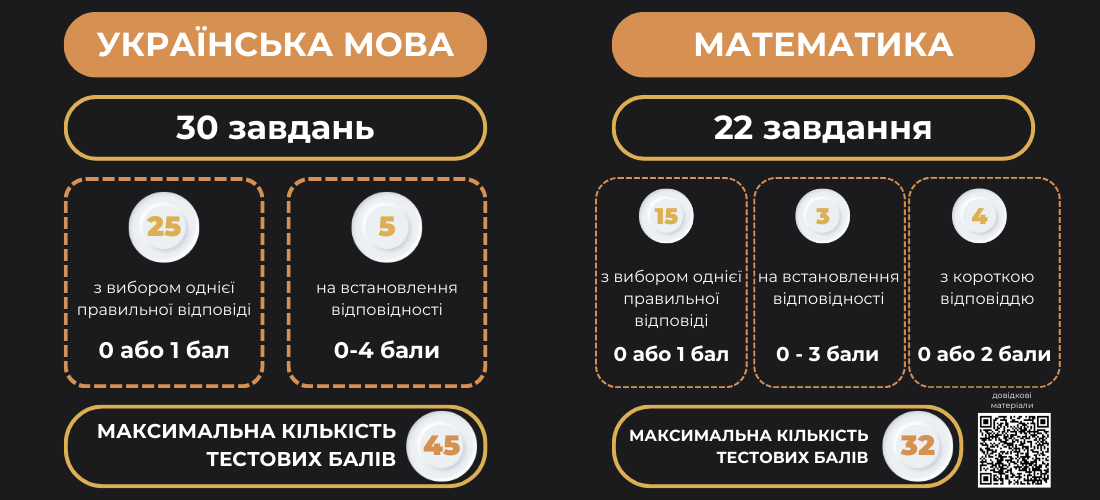 УКРАЇНСЬКА МОВА
30 завдань
25
з вибором однієї
правильної відповіді
0 або 1 бал
5
на встановлення
відповідності
0-4 бали
МАКСИМАЛЬНА КІЛЬКІСТЬ
ТЕСТОВИХ БАЛІВ
45
МАТЕМАТИКА
22 завдання
15
з вибором однієї
правильної
відповіді
0 або 1 бал
3
на встановлення
відповідності
0 - 3 бали
4
з короткою
відповіддю
0 або 2 бали
МАКСИМАЛЬНА КІЛЬКІСТЬ
ТЕСТОВИХ БАЛІВ
32
довідкові
матеріали